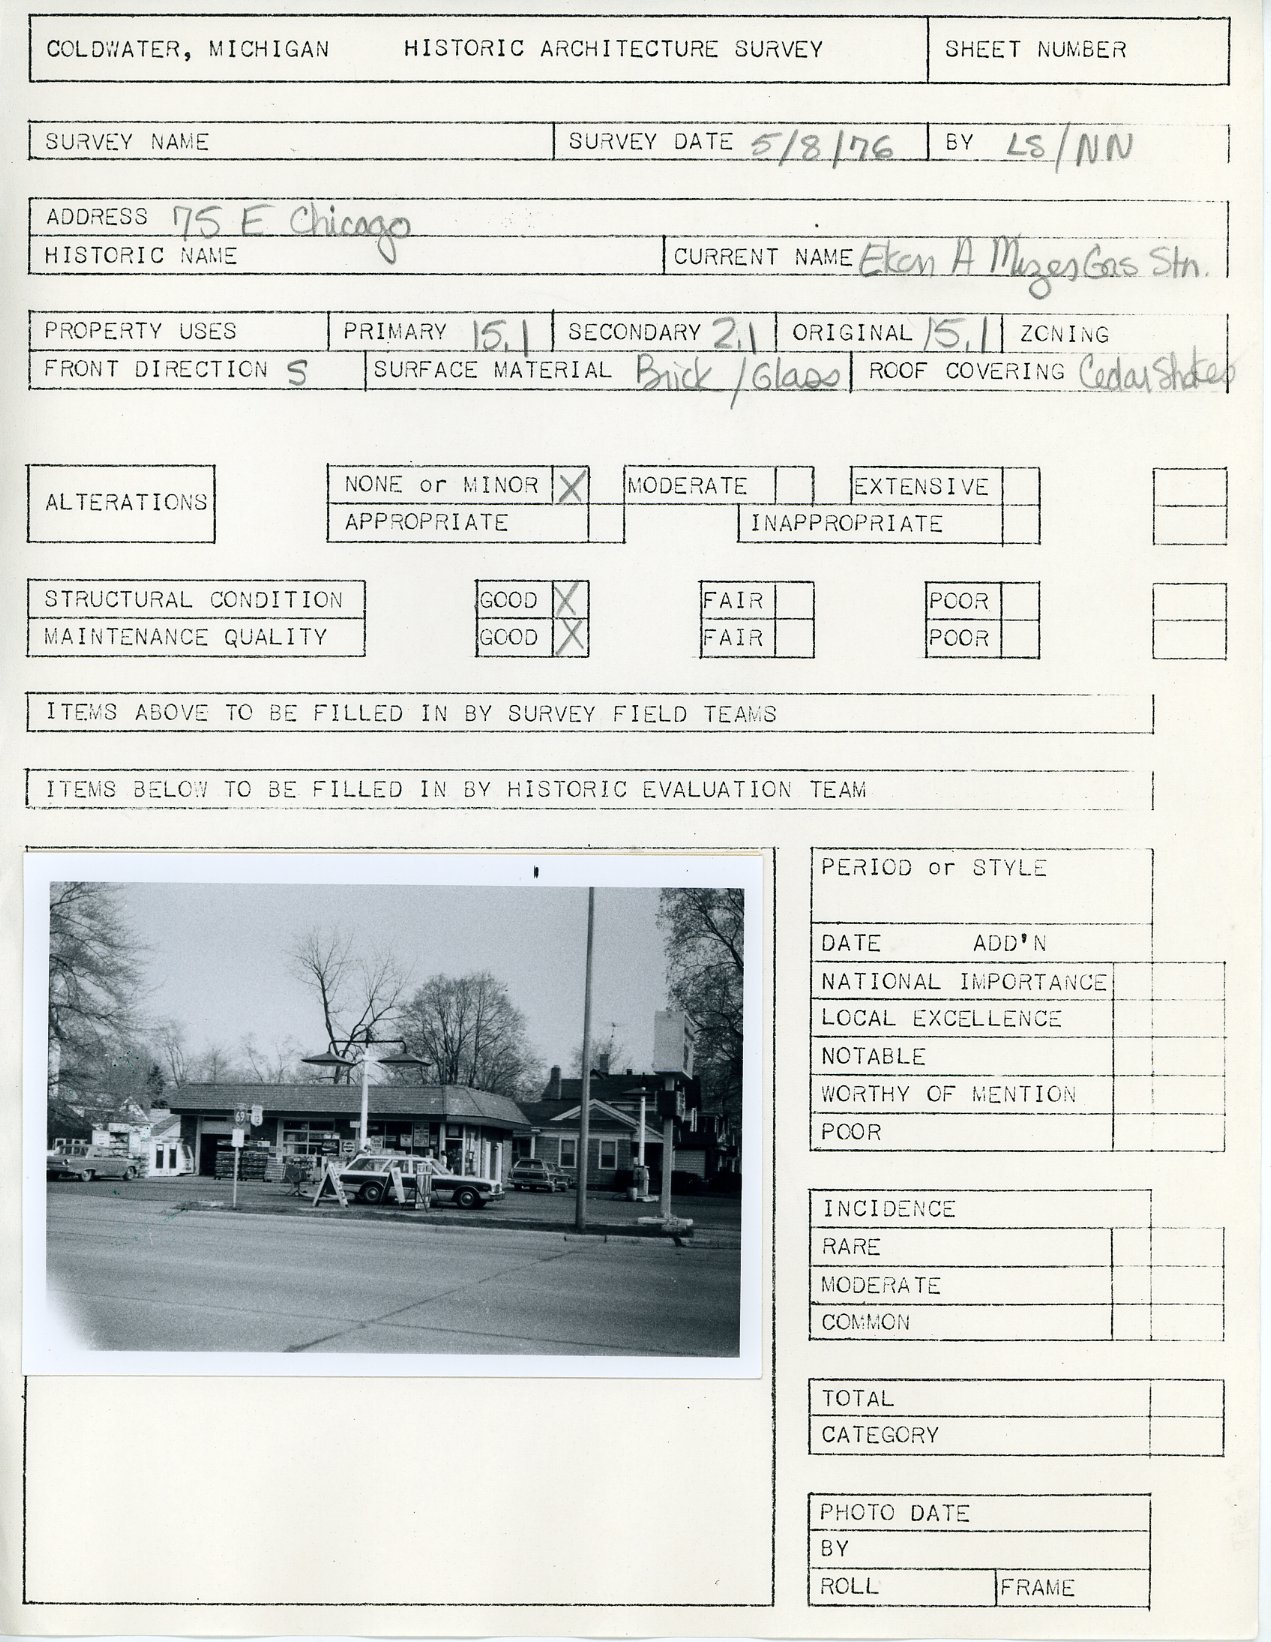 COLDWATER, MICHIGAN HISTORIC ARCHITECTURE SURVEY SHEET NUMBER
SURVEY NAME SURVEY DATE 5/8/76 BY LS/NN
ADDRESS 75 E Chicago
HISTORIC NAME CURRENT NAME Ekon A Mizes Gas Stn.
PROPERTY USES PRIMARY 15.1 SECONDARY 2.1 ORIGINAL 15.1 ZONING
FRONT DIRECTION S SURFACE MATERIAL Brick/Glass ROOF COVERING Cedar Shakes
NONE or MINOR X MODERATE EXTENSIVE
ALTERATIONS
APPROPRIATE INAPPROPRIATE
STRUCTURAL CONDITION GOOD X FAIR POOR
MAINTENANCE QUALITY GOOD X FAIR POOR
ITEMS ABOVE TO BE FILLED IN BY SURVEY FIELD TEAMS
ITEMS BELOW TO BE FILLED IN BY HISTORIC EVALUATION TEAM
PERIOD or STYLE
DATE ADD'N
NATIONAL IMPORTANCE
LOCAL EXCELLENCE
NOTABLE
WORTHY OF MENTION
POOR
INCIDENCE
RARE
MODERATE
COMMON
TOTAL
CATEGORY
PHOTO DATE
BY
ROLL FRAME